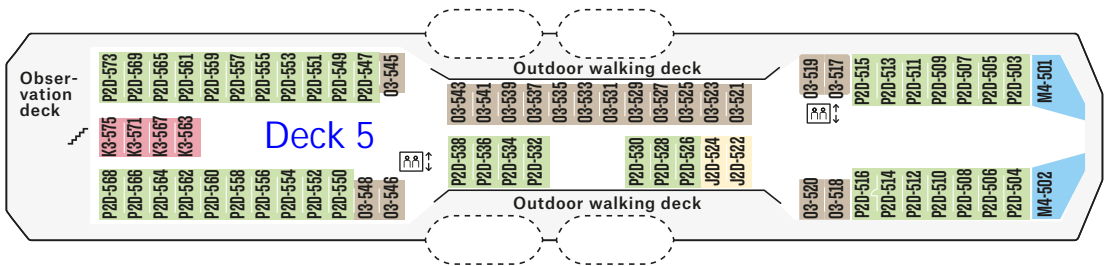 Obser-
vation
deck
Deck 5
Outdoor walking deck
Outdoor walking deck
P2D-573
P2D-569
P2D-565
P2D-561
P2D-559
P2D-557
P2D-555
P2D-553
P2D-551
P2D-549
P2D-547
O3-545
K3-575
K3-571
K3-567
K3-563
P2D-568
P2D-566
P2D-564
P2D-562
P2D-560
P2D-558
P2D-556
P2D-554
P2D-552
P2D-550
O3-548
O3-546
O3-543
O3-541
O3-539
O3-537
O3-535
O3-533
O3-531
O3-529
O3-527
O3-525
O3-523
O3-521
P2D-538
P2D-536
P2D-534
P2D-532
P2D-530
P2D-528
P2D-526
J2D-524
J2D-522
O3-519
O3-517
P2D-515
P2D-513
P2D-511
P2D-509
P2D-507
P2D-505
P2D-503
M4-501
O3-520
O3-518
P2D-516
P2D-514
P2D-512
P2D-510
P2D-508
P2D-506
P2D-504
M4-502